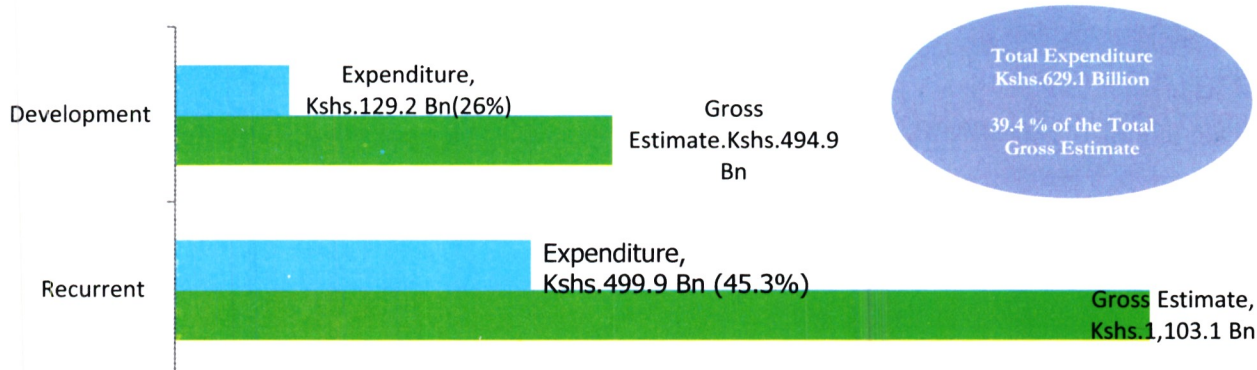 Total Expenditure
Kshs.629.1 Billion
39.4 % of the Total
Gross Estimate
Development
Expenditure,
Kshs.129.2 Bn(26%)
Gross
Estimate.Kshs.494.9
Bn
Recurrent
Expenditure,
Kshs.499.9 Bn (45.3%)
Gross Estimate,
Kshs.1,103.1 Bn